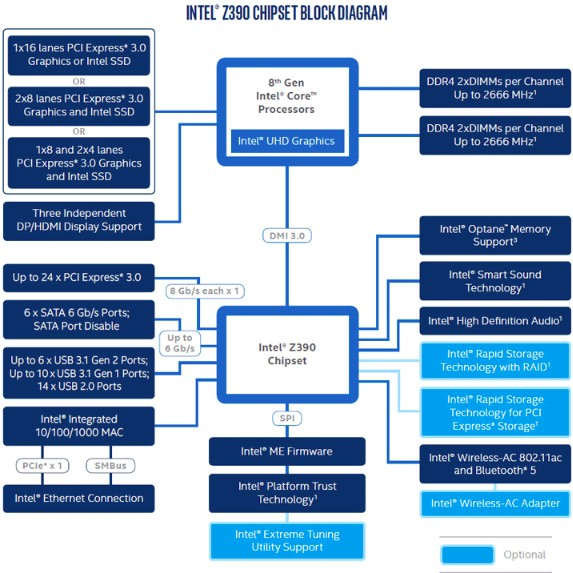 INTEL® Z390 CHIPSET BLOCK DIAGRAM
1x16 lanes PCI Express* 3.0
Graphics or Intel SSD
OR
2x8 lanes PCI Express* 3.0
Graphics and Intel SSD
OR
1x8 and 2x4 lanes
PCI Express* 3.0 Graphics
and Intel SSD
Three Independent
DP/HDMI Display Support
8th Gen
Intel® Core™
Processors
Intel® UHD Graphics
DDR4 2xDIMMs per Channel
Up to 2666 MHz¹
DDR4 2xDIMMs per Channel
Up to 2666 MHz¹
DMI 3.0
Up to 24 x PCI Express* 3.0
8 Gb/s each x 1
6 x SATA 6 Gb/s Ports;
SATA Port Disable
Up to
6 Gb/s
Up to 6 x USB 3.1 Gen 2 Ports;
Up to 10 x USB 3.1 Gen 1 Ports;
14 x USB 2.0 Ports
Intel® Integrated
10/100/1000 MAC
PCIe* x 1
SMBus
Intel® Ethernet Connection
Intel® Z390
Chipset
SPI
Intel® ME Firmware
Intel® Platform Trust
Technology¹
Intel® Extreme Tuning
Utility Support
Intel® Optane™ Memory
Support³
Intel® Smart Sound
Technology¹
Intel® High Definition Audio¹
Intel® Rapid Storage
Technology with RAID¹
Intel® Rapid Storage
Technology for PCI
Express* Storage¹
Intel® Wireless-AC 802.11ac
and Bluetooth* 5
Intel® Wireless-AC Adapter
Optional